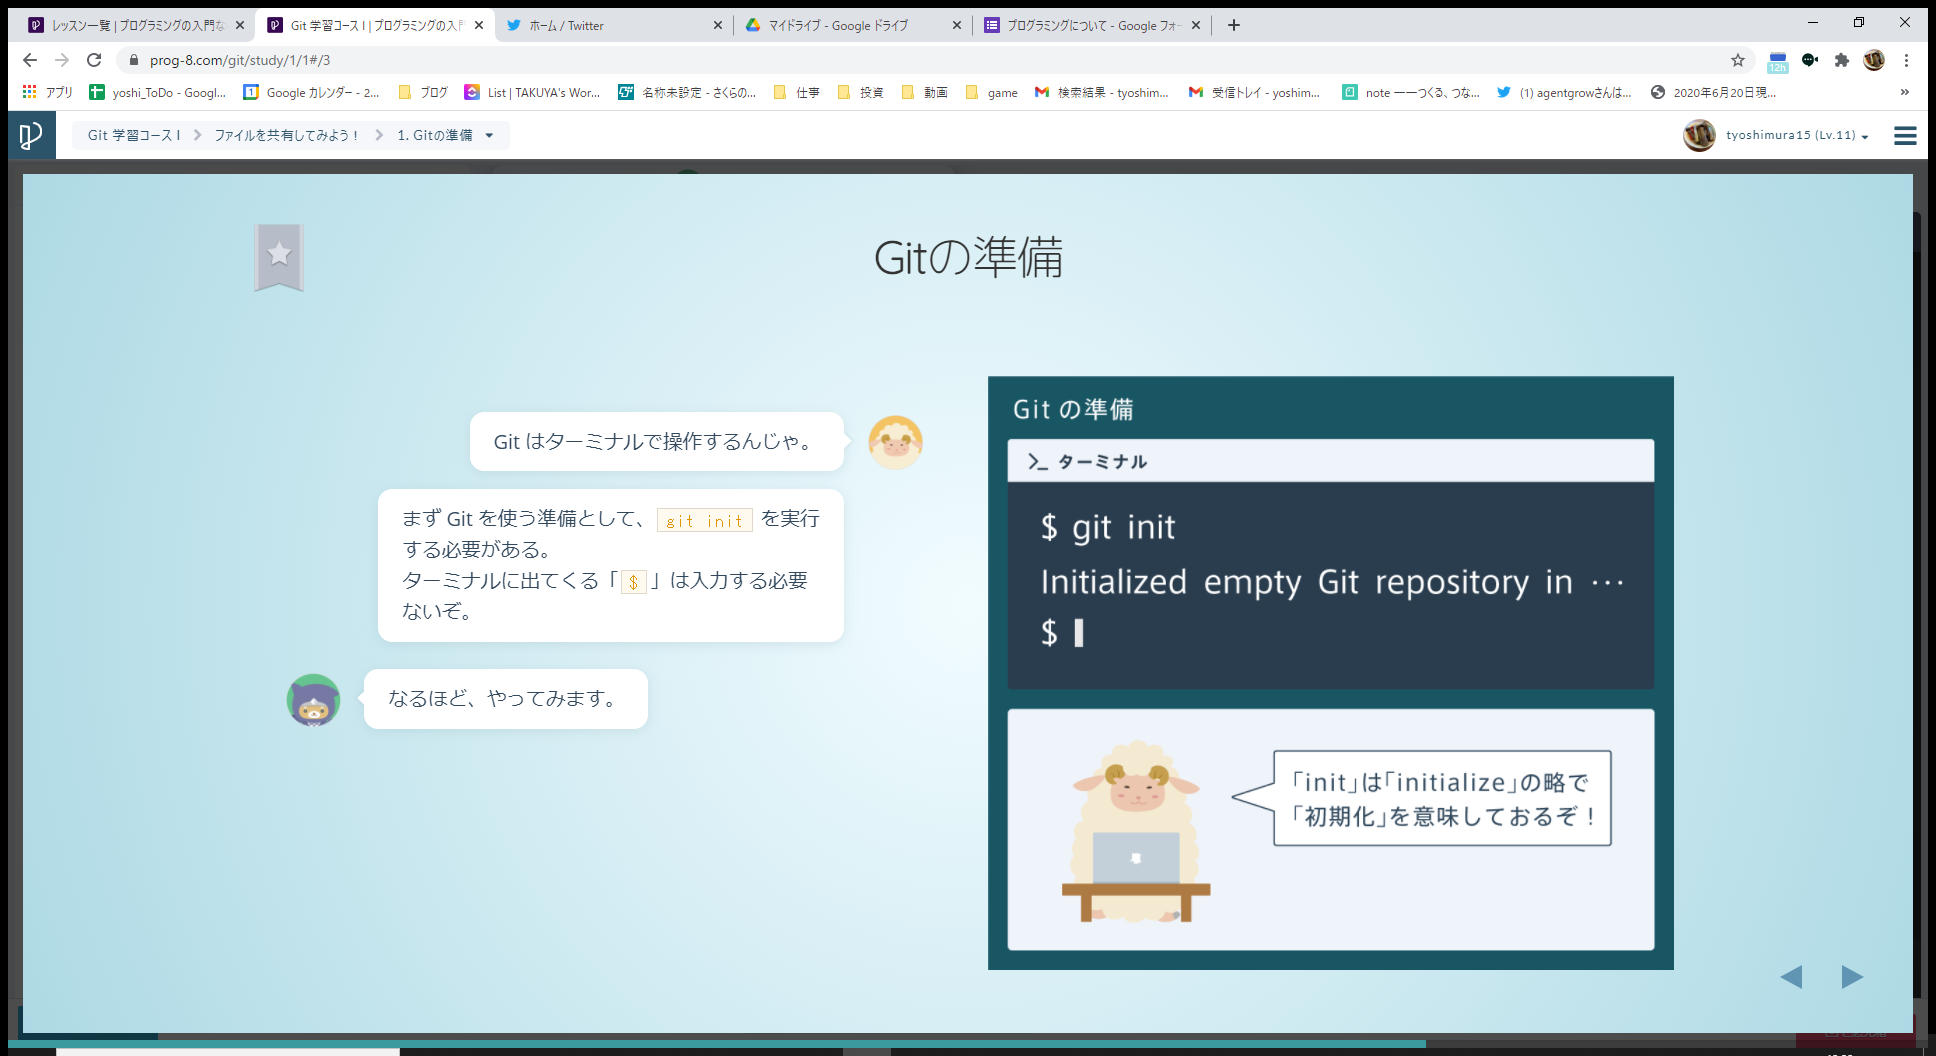 レッスン一覧 | プログラミングの入門な
Git 学習コース I | プログラミングの入門
ホーム / Twitter
マイドライブ - Google ドライブ
プログラミングについて - Google フォー
prog-8.com/git/study/1/1#/3
12h
アプリ
yoshi_ToDo - Googl...
Google カレンダー - 2...
ブログ
List | TAKUYA's Wor...
名称未設定 - さくらの...
仕事
投資
動画
game
検索結果 - tyoshim...
受信トレイ - yoshim...
note ーーつくる、つな...
(1) agentgrowさんは...
2020年6月20日現...
»
Git 学習コース I
ファイルを共有してみよう！
1. Gitの準備
tyoshimura15 (Lv.11)
Gitの準備
Git はターミナルで操作するんじゃ。
まず Git を使う準備として、 git init を実行
する必要がある。
ターミナルに出てくる「 $ 」は入力する必要
ないぞ。
なるほど、やってみます。
Git の準備
>_ ターミナル
$ git init
Initialized empty Git repository in …
$
「init」は「initialize」の略で
「初期化」を意味しておるぞ！